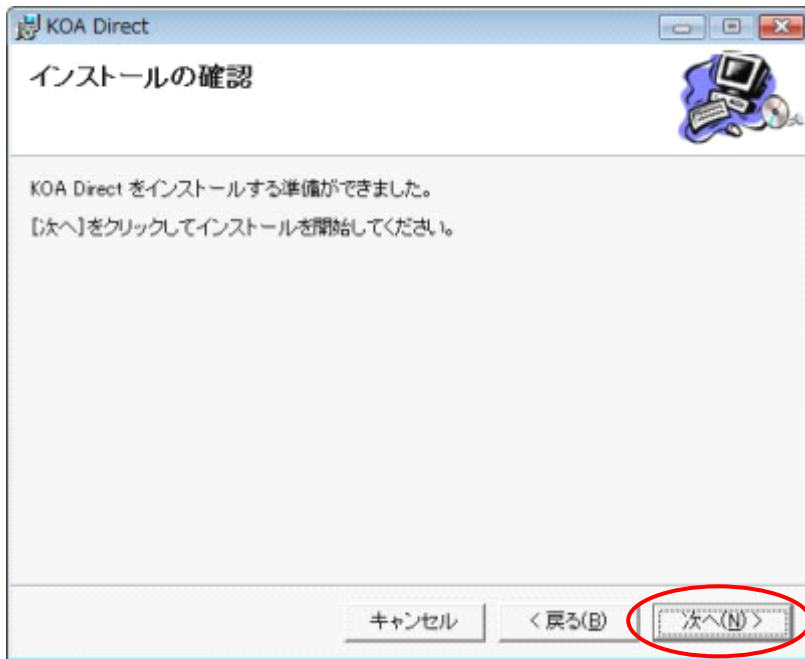 KOA Direct
インストールの確認
KOA Direct をインストールする準備ができました。
[次へ]をクリックしてインストールを開始してください。
キャンセル
< 戻る(B)
次へ(N) >